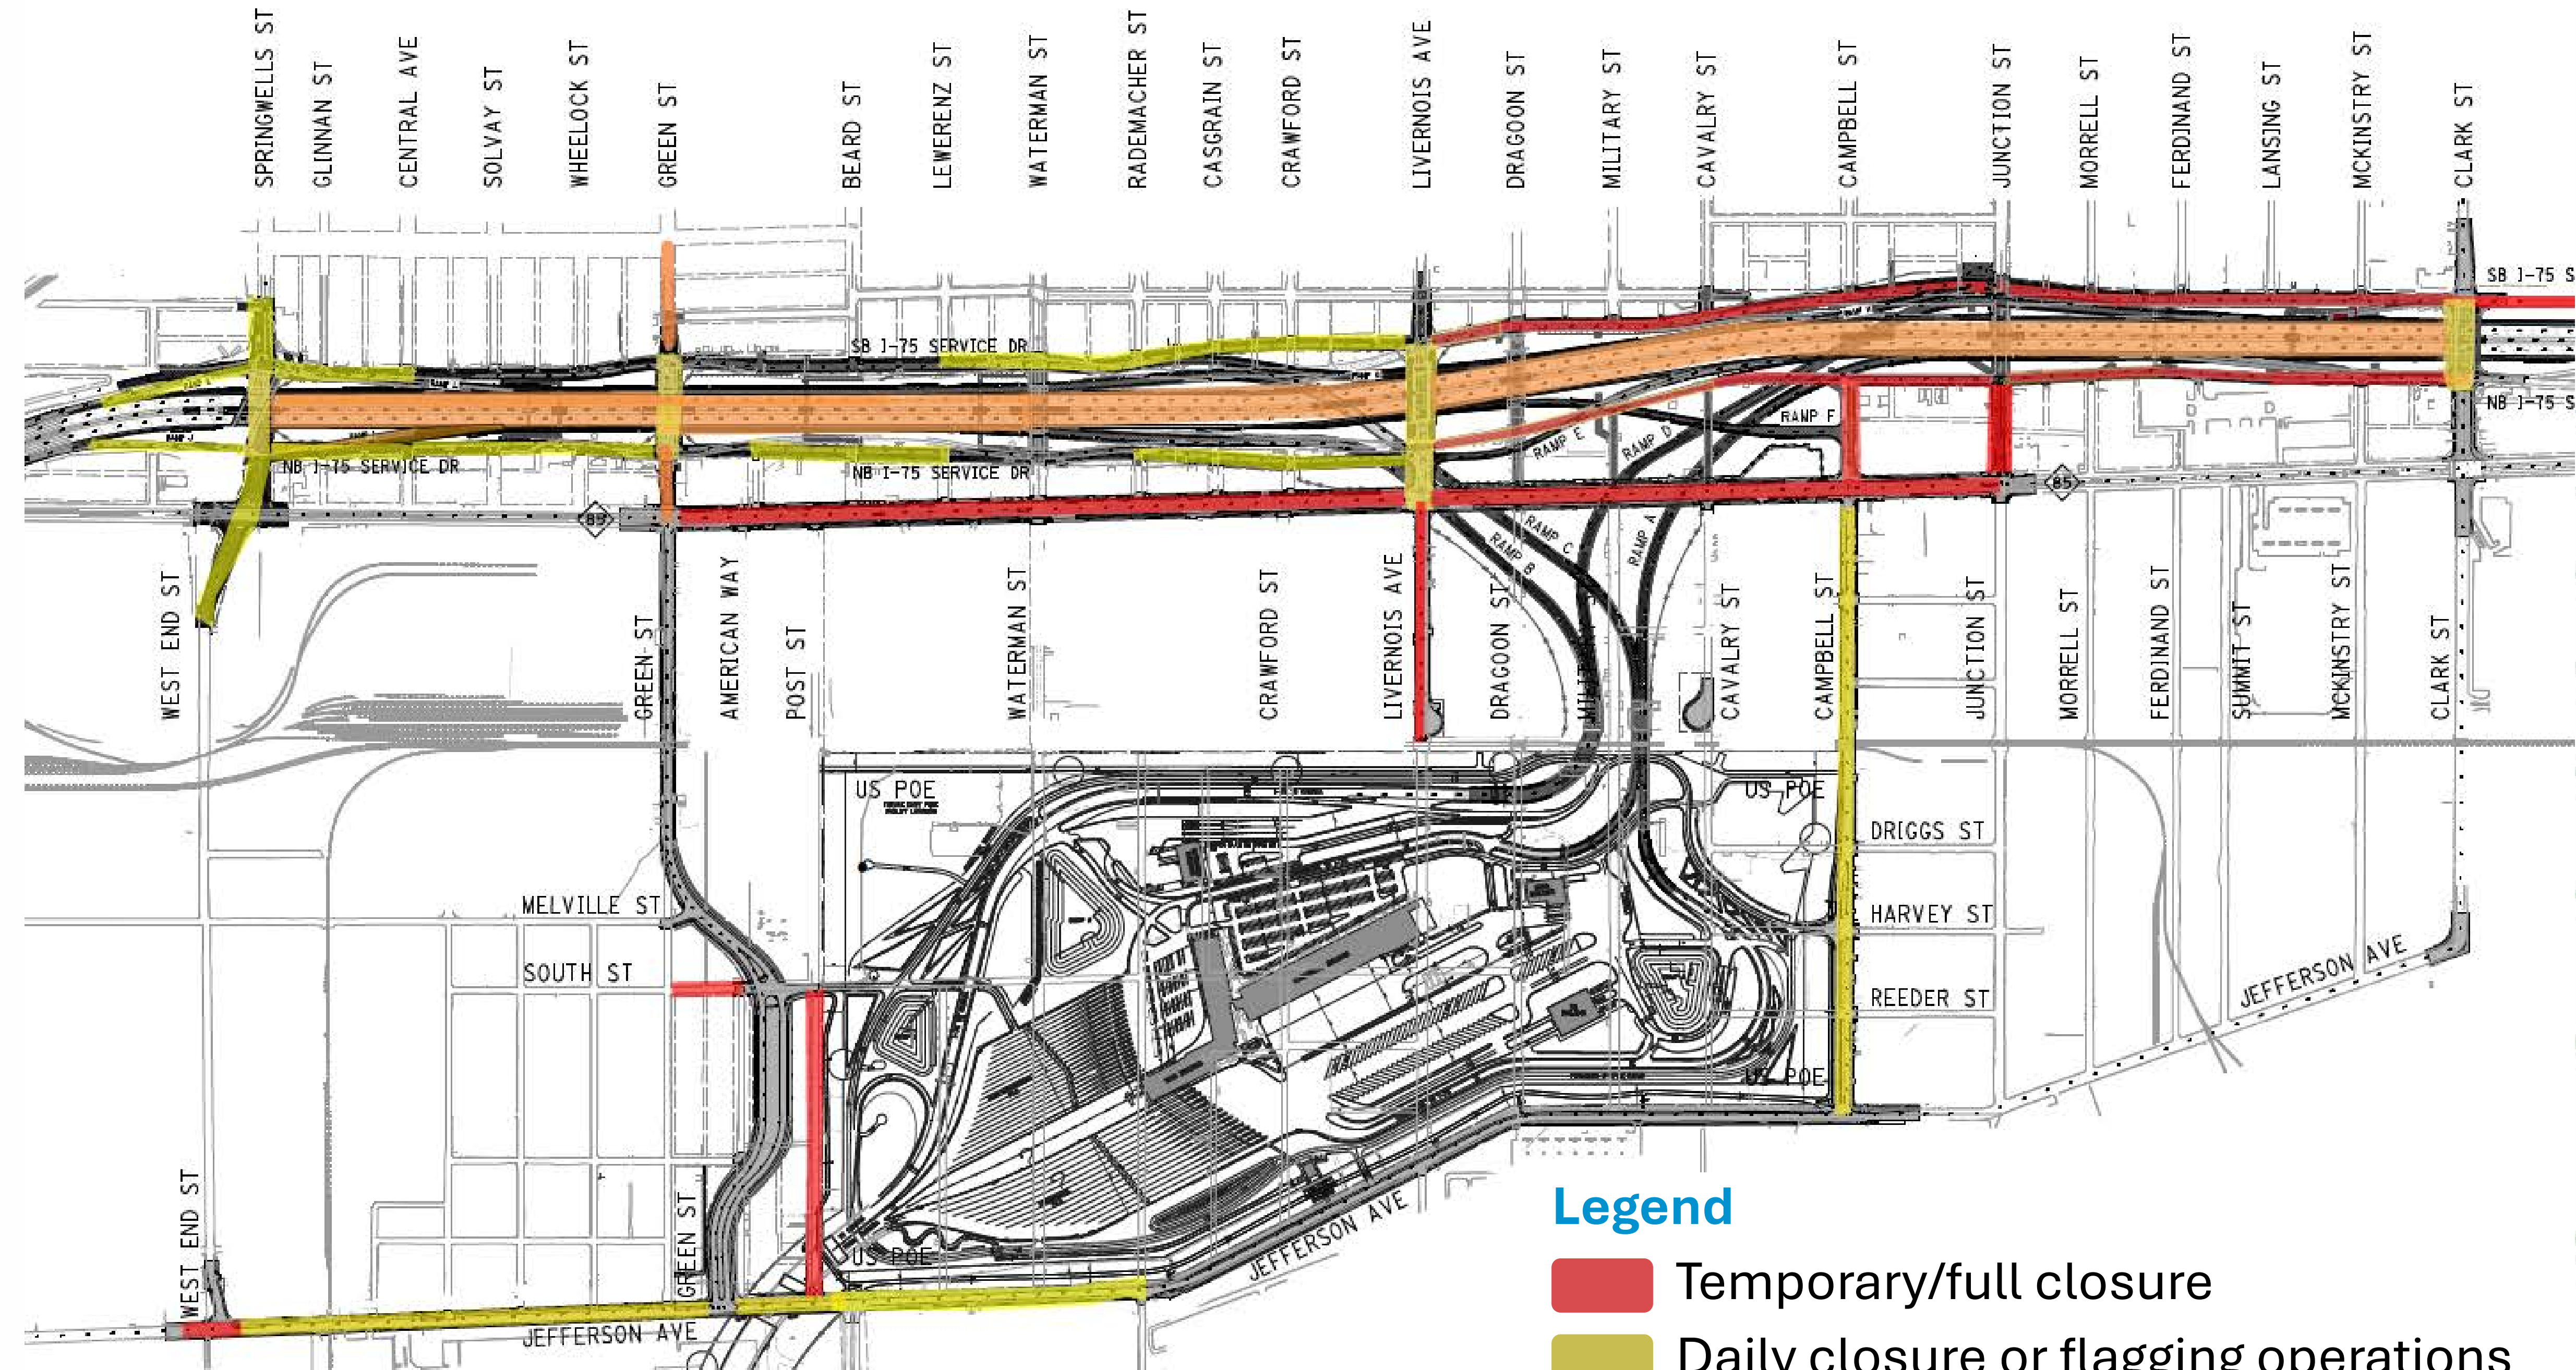 SPRINGWELLS ST
GLINNAN ST
CENTRAL AVE
SOLVAY ST
WHEELOCK ST
GREEN ST
BEARD ST
LEWERENZ ST
WATERMAN ST
RADEMACHER ST
CASGRAIN ST
CRAWFORD ST
LIVERNOIS AVE
DRAGOON ST
MILITARY ST
CAVALRY ST
CAMPBELL ST
JUNCTION ST
MORRELL ST
FERDINAND ST
LANSING ST
MCKINSTRY ST
CLARK ST
SB I-75 S
SB I-75 SERVICE DR
NB I-75 S
RAMP F
RAMP E
RAMP D
NB I-75 SERVICE DR
NB I-75 SERVICE DR
85
85
RAMP C
RAMP B
RAMP A
WEST END ST
GREEN ST
AMERICAN WAY
POST ST
WATERMAN ST
CRAWFORD ST
LIVERNOIS AVE
DRAGOON ST
CAVALRY ST
CAMPBELL ST
JUNCTION ST
MORRELL ST
FERDINAND ST
SUMMIT ST
MCKINSTRY ST
CLARK ST
US POE
US POE
DRIGGS ST
MELVILLE ST
HARVEY ST
SOUTH ST
REEDER ST
JEFFERSON AVE
US POE
WEST END ST
GREEN ST
US POE
JEFFERSON AVE
JEFFERSON AVE
Legend
Temporary/full closure
Daily closure or flagging operations